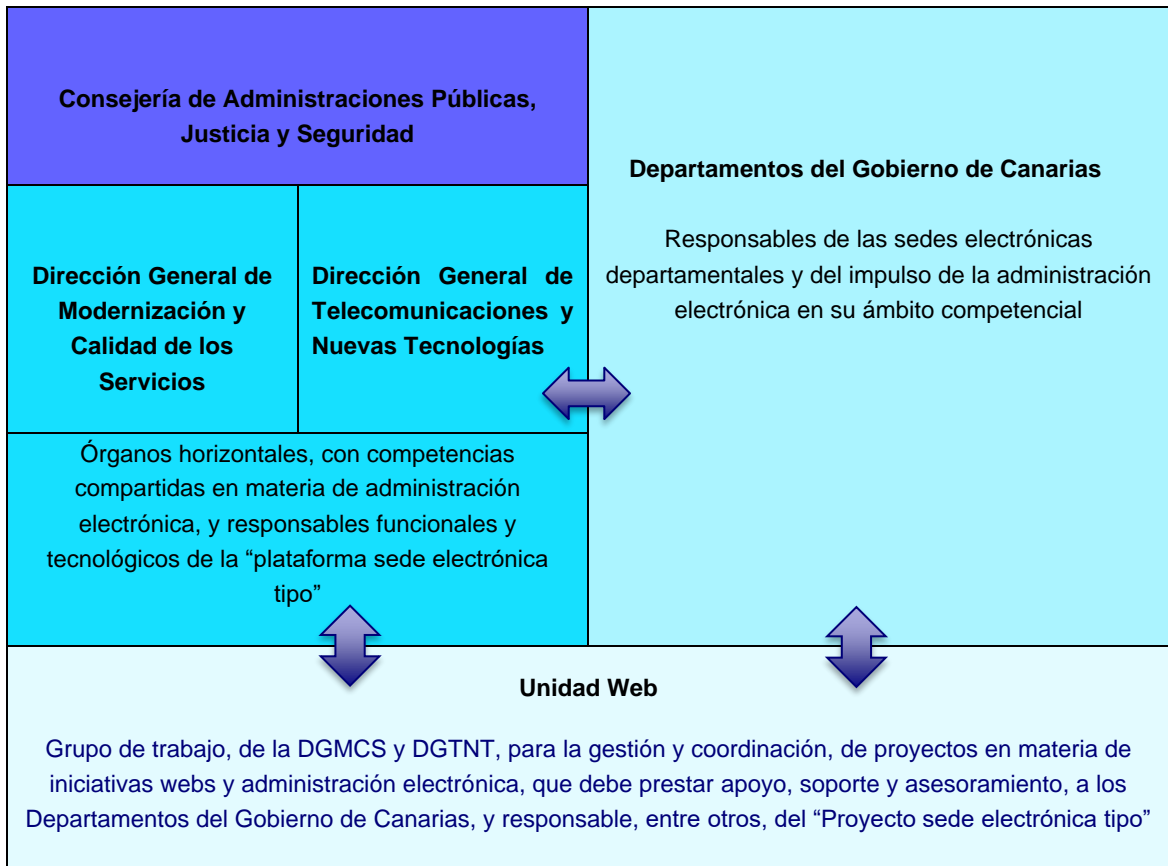 Consejería de Administraciones Públicas,
Justicia y Seguridad
Dirección General de
Modernización y
Calidad de los
Servicios
Dirección General de
Telecomunicaciones y
Nuevas Tecnologías
Órganos horizontales, con competencias
compartidas en materia de administración
electrónica, y responsables funcionales y
tecnológicos de la “plataforma sede electrónica
tipo”
Departamentos del Gobierno de Canarias
Responsables de las sedes electrónicas
departamentales y del impulso de la administración
electrónica en su ámbito competencial
Unidad Web
Grupo de trabajo, de la DGMCS y DGTNT, para la gestión y coordinación, de proyectos en materia de
iniciativas webs y administración electrónica, que debe prestar apoyo, soporte y asesoramiento, a los
Departamentos del Gobierno de Canarias, y responsable, entre otros, del “Proyecto sede electrónica tipo”